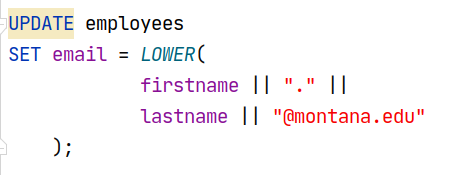 UPDATE employees
SET email = LOWER(
firstname || "." ||
lastname || "@montana.edu"
);